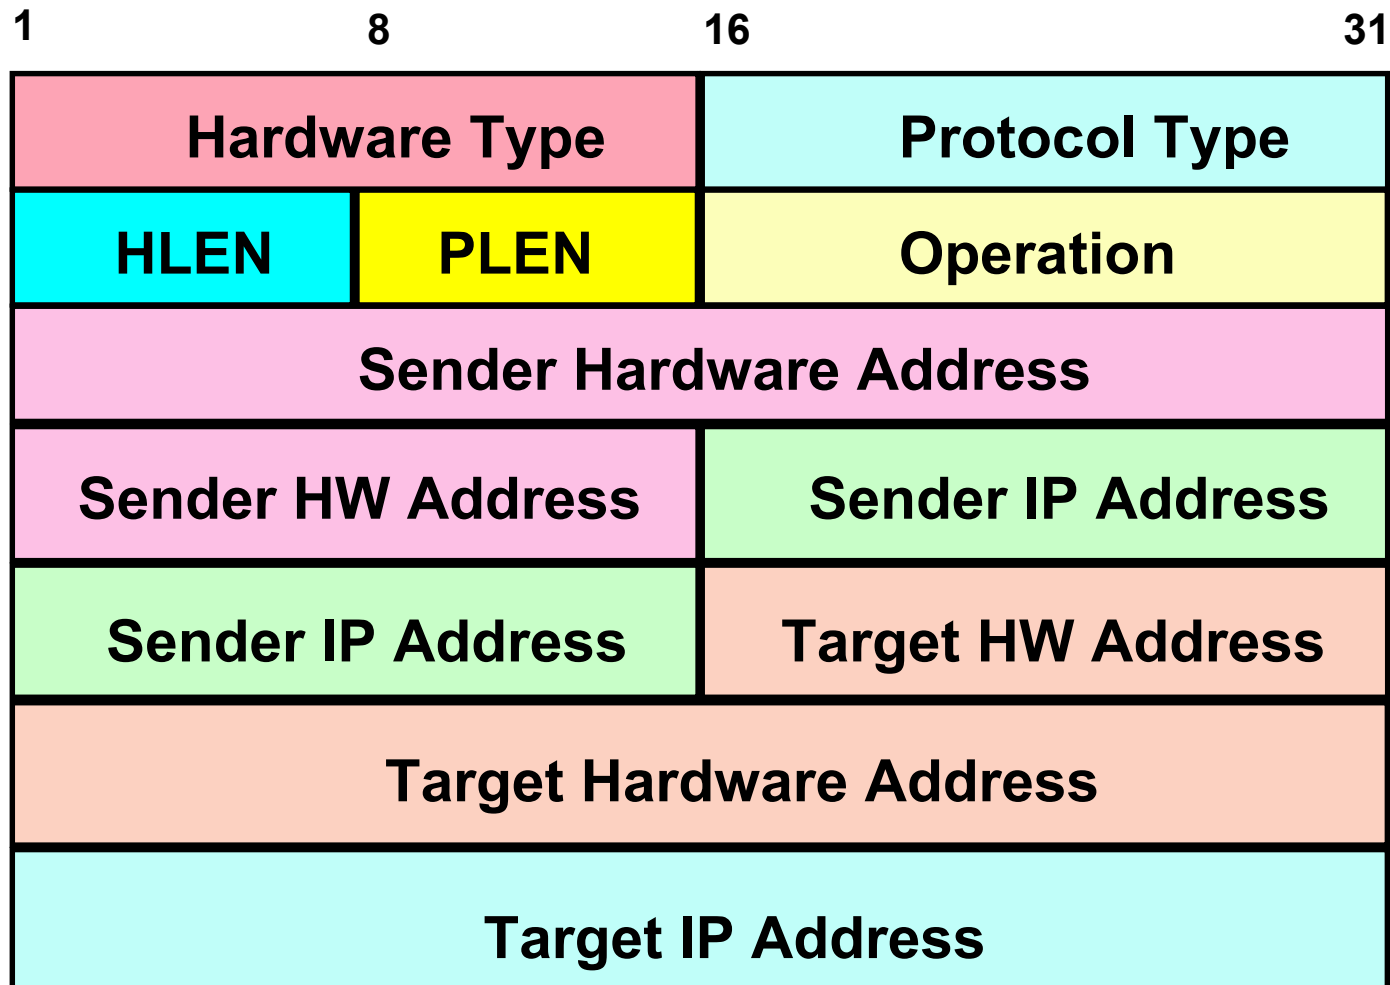 1 8 16 31
Hardware Type Protocol Type
HLEN PLEN Operation
Sender Hardware Address
Sender HW Address Sender IP Address
Sender IP Address Target HW Address
Target Hardware Address
Target IP Address